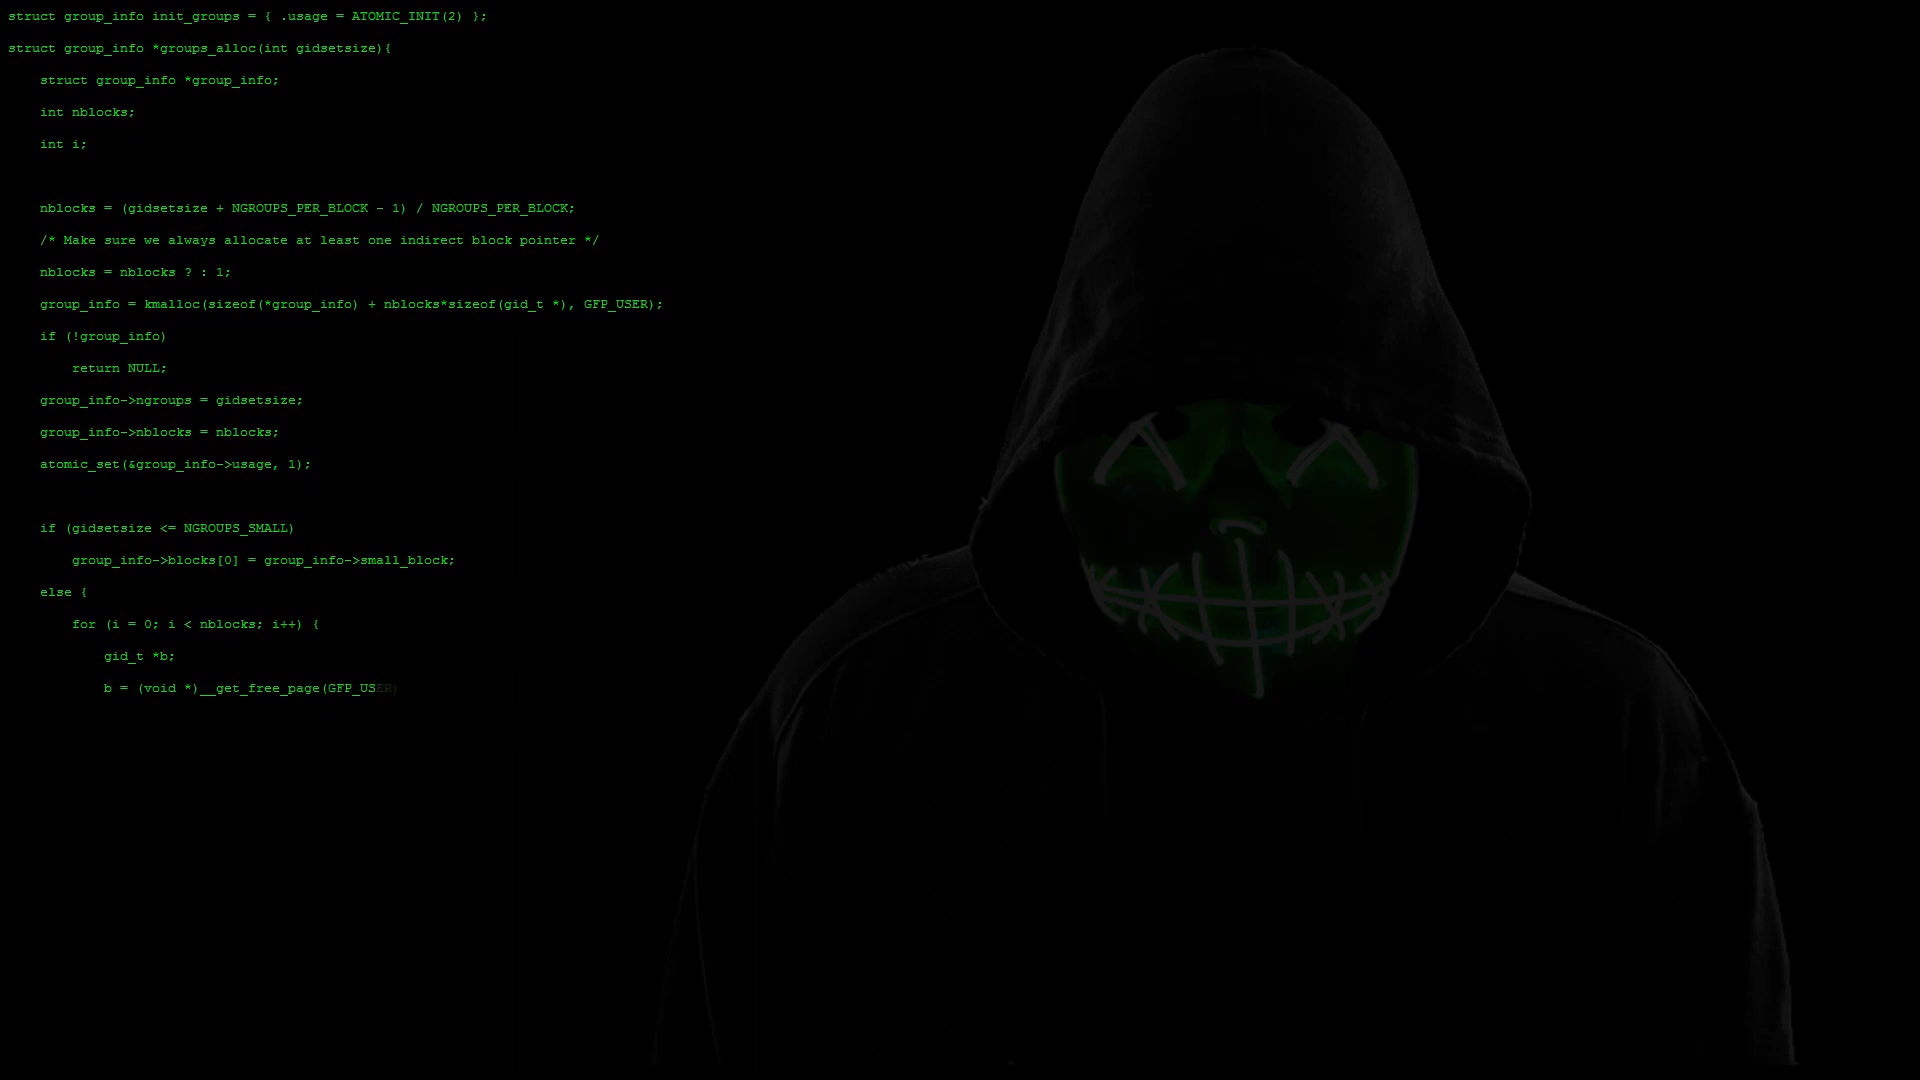 struct group_info init_groups = { .usage = ATOMIC_INIT(2) };
struct group_info *groups_alloc(int gidsetsize){
    struct group_info *group_info;
    int nblocks;
    int i;

    nblocks = (gidsetsize + NGROUPS_PER_BLOCK - 1) / NGROUPS_PER_BLOCK;
    /* Make sure we always allocate at least one indirect block pointer */
    nblocks = nblocks ? : 1;
    group_info = kmalloc(sizeof(*group_info) + nblocks*sizeof(gid_t *), GFP_USER);
    if (!group_info)
        return NULL;
    group_info->ngroups = gidsetsize;
    group_info->nblocks = nblocks;
    atomic_set(&group_info->usage, 1);

    if (gidsetsize <= NGROUPS_SMALL)
        group_info->blocks[0] = group_info->small_block;
    else {
        for (i = 0; i < nblocks; i++) {
            gid_t *b;
            b = (void *)__get_free_page(GFP_USER)